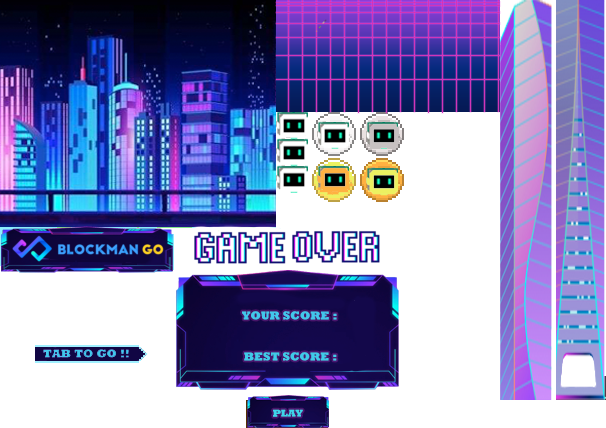 BLOCKMAN GO
GAME OVER
YOUR SCORE :
TAB TO GO !!
BEST SCORE :
PLAY